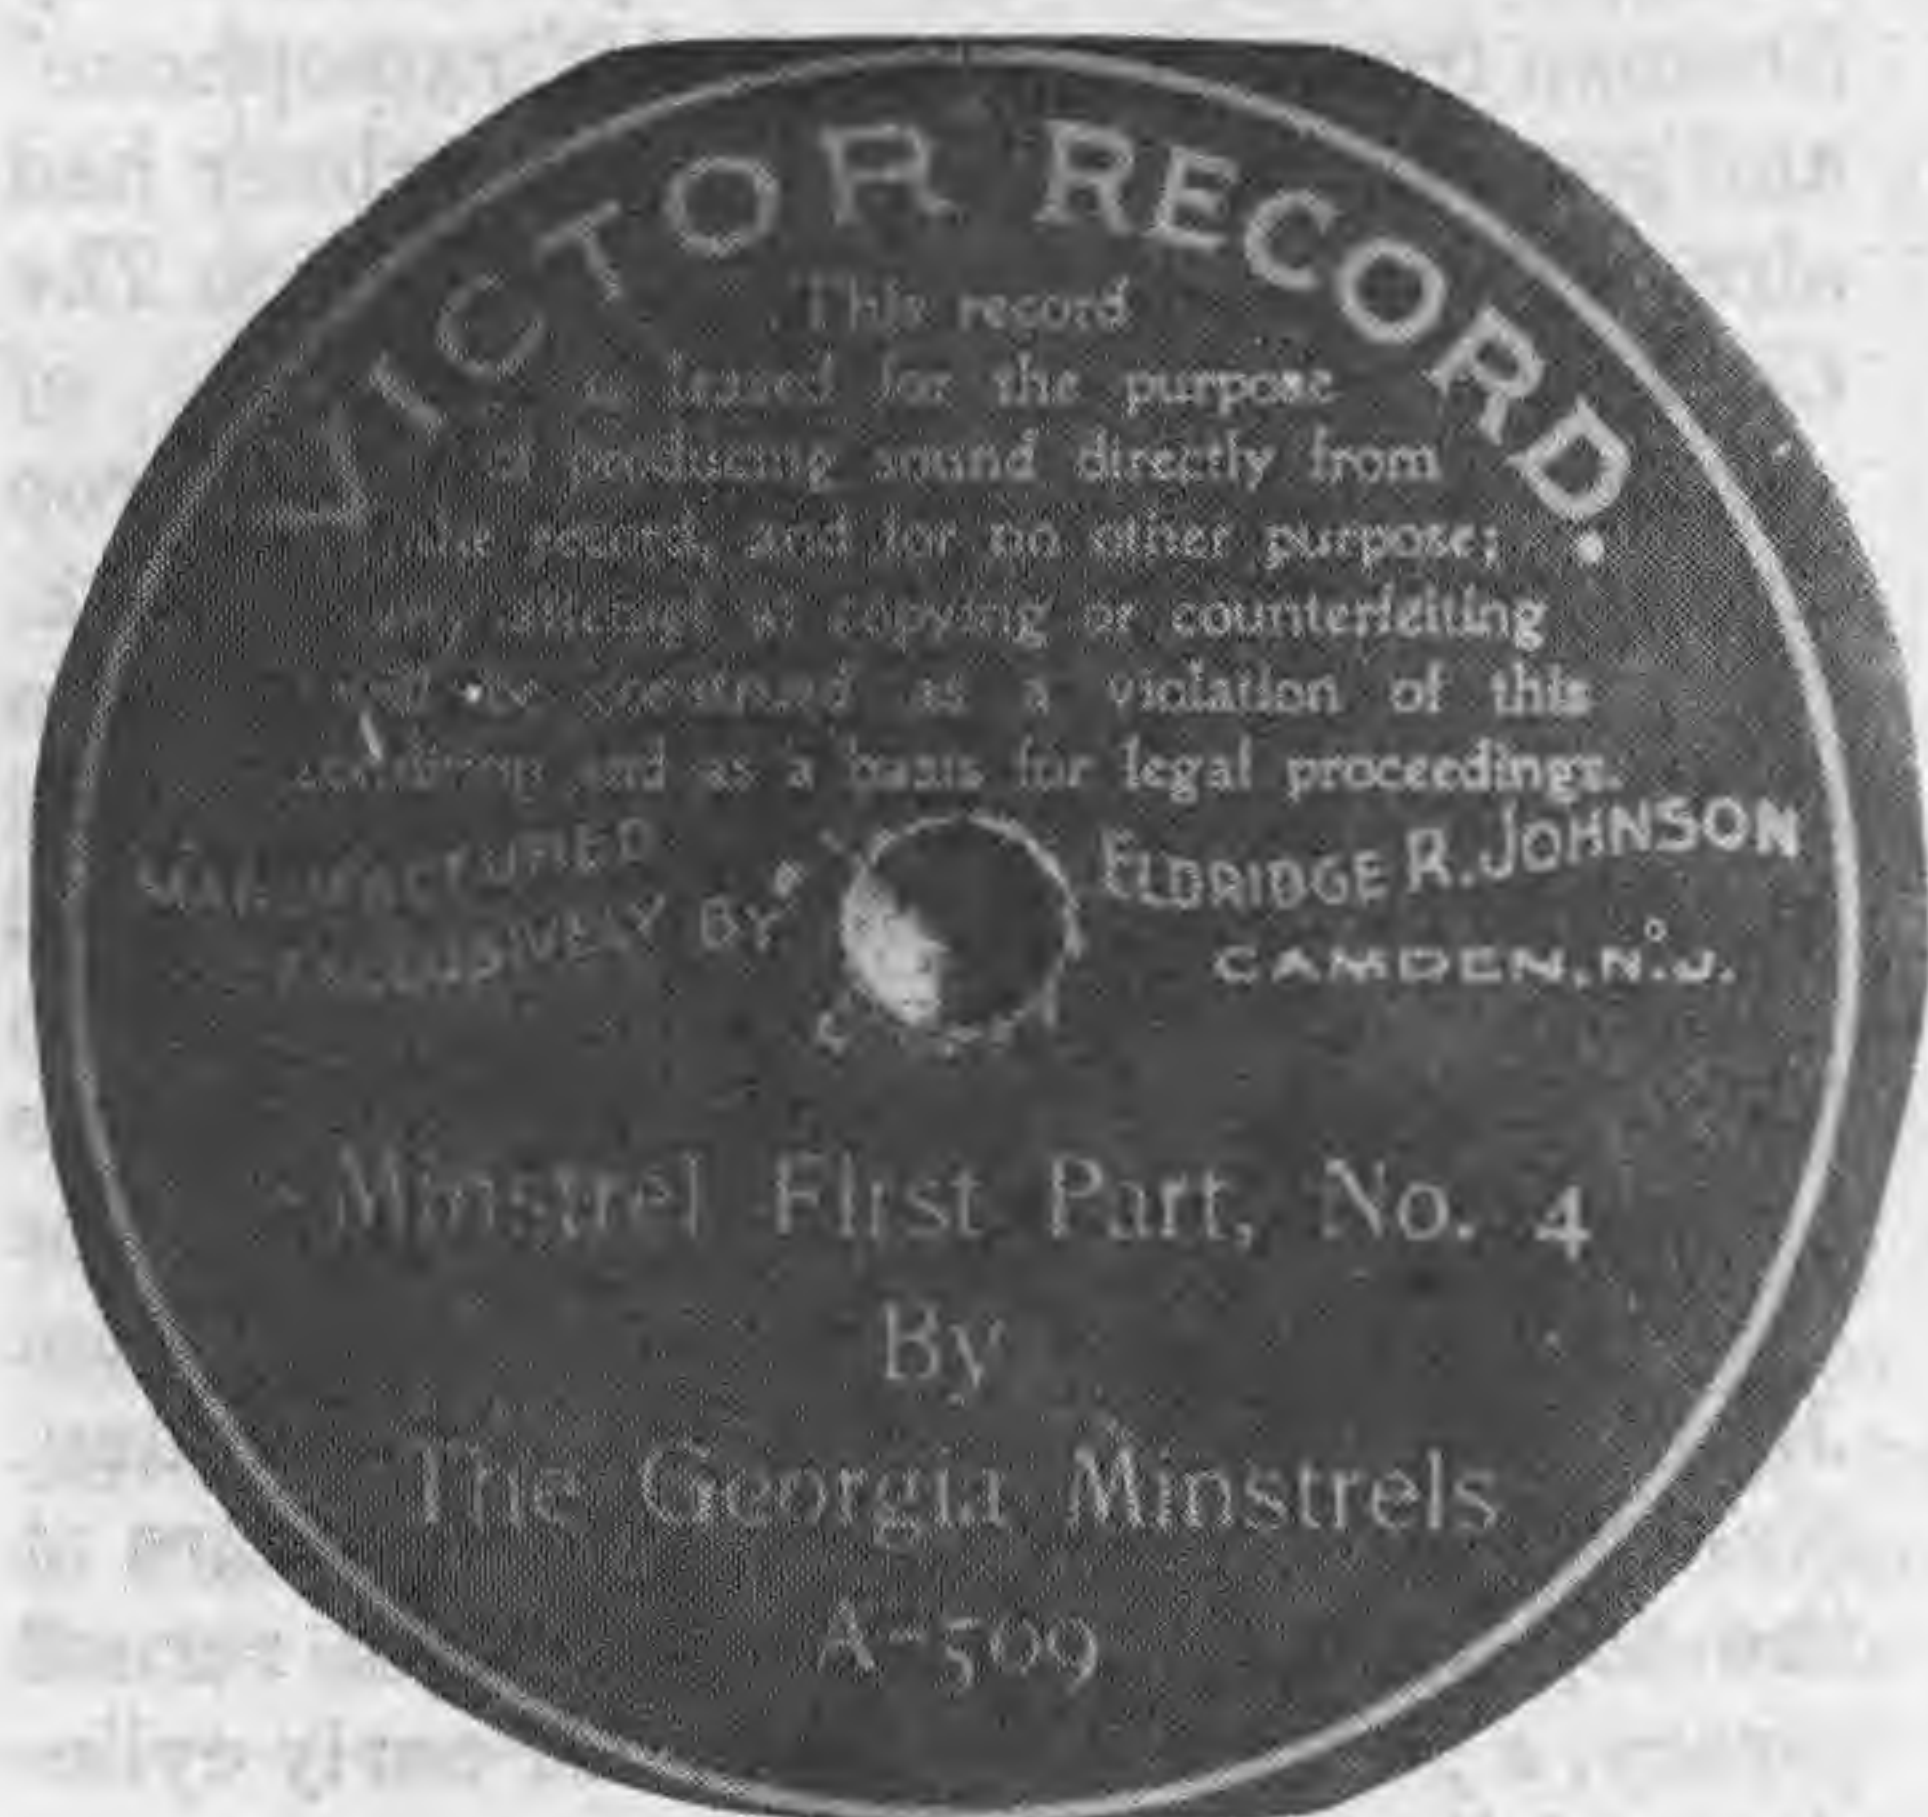 VICTOR RECORD.
This record
is leased for the purpose
of producing sound directly from
the record, and for no other purpose;
any attempt at copying or counterfeiting
will be construed as a violation of this
condition and as a basis for legal proceedings.
MANUFACTURED
EXCLUSIVELY BY
ELDRIDGE R. JOHNSON
CAMDEN, N.J.
Minstrel First Part, No. 4
By
The Georgia Minstrels
A-509